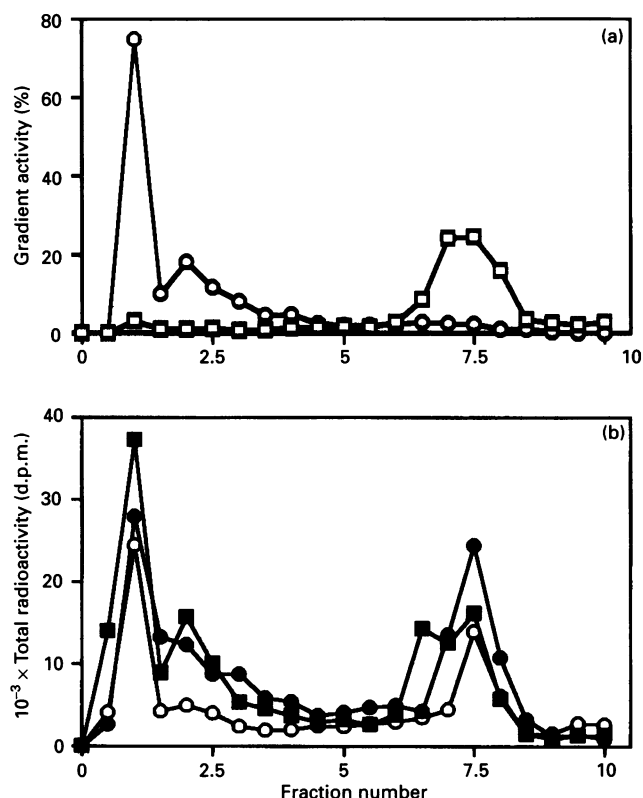 (a)
80
60
40
20
0
Gradient activity (%)
0 2.5 5 7.5 10
(b)
40
30
20
10
0
10⁻³ × Total radioactivity (d.p.m.)
0 2.5 5 7.5 10
Fraction number